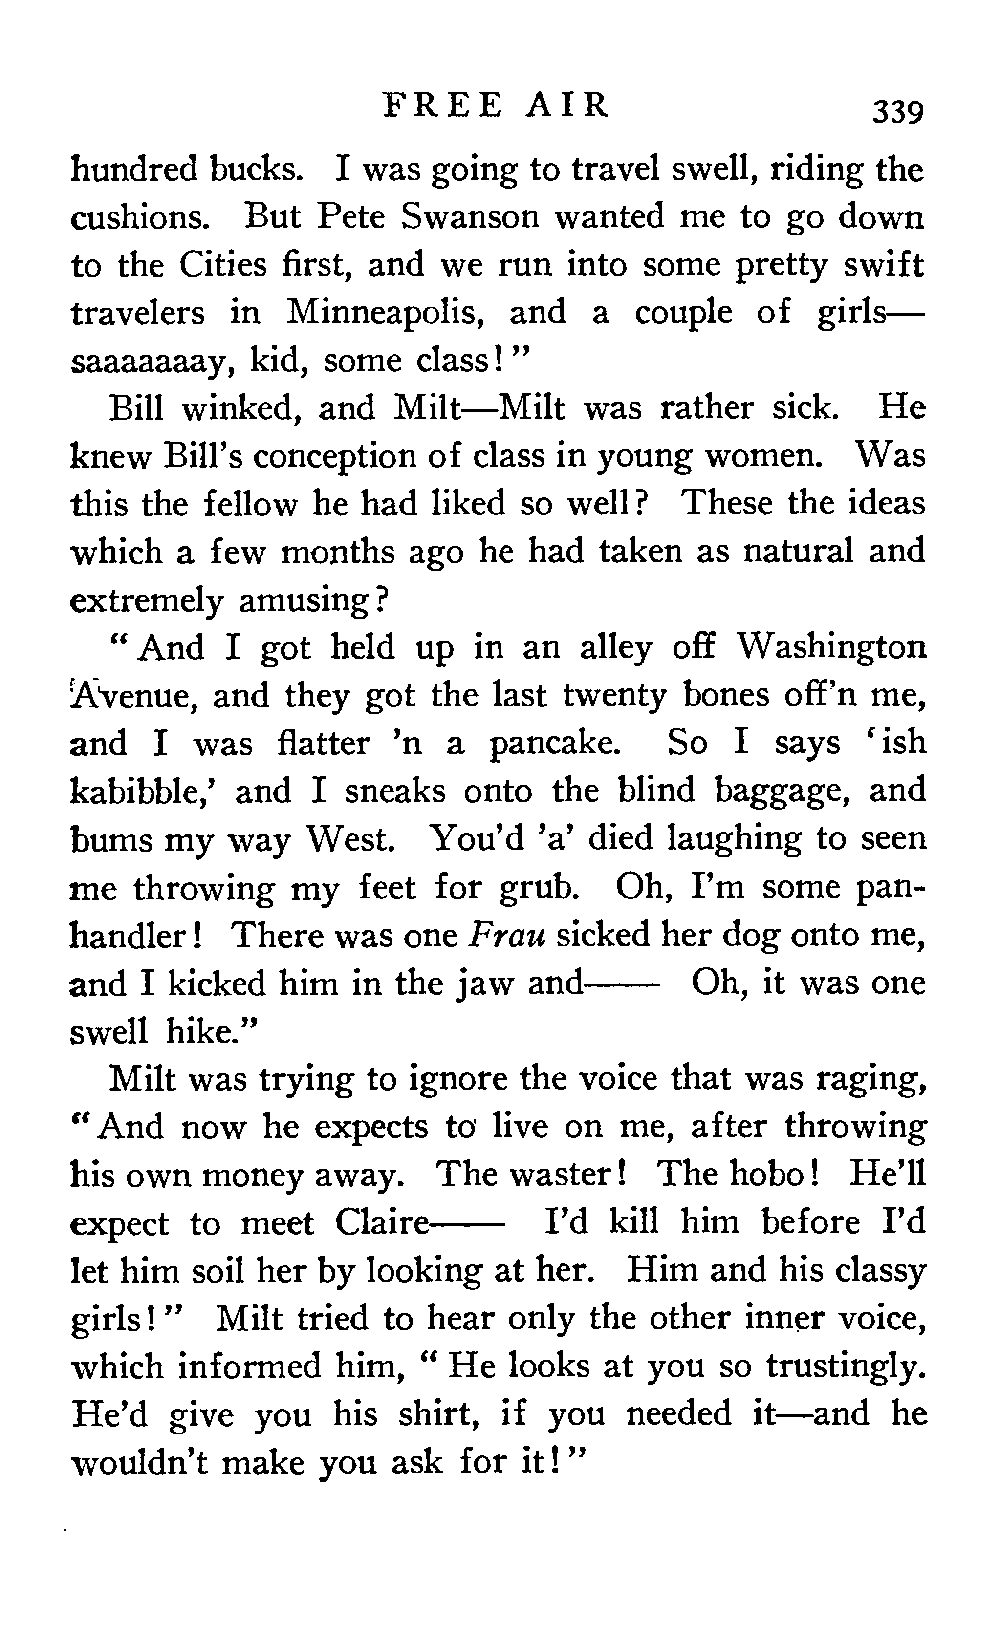 FREE AIR 339
hundred bucks. I was going to travel swell, riding the
cushions. But Pete Swanson wanted me to go down
to the Cities first, and we run into some pretty swift
travelers in Minneapolis, and a couple of girls—
saaaaaaay, kid, some class!"
Bill winked, and Milt—Milt was rather sick. He
knew Bill's conception of class in young women. Was
this the fellow he had liked so well? These the ideas
which a few months ago he had taken as natural and
extremely amusing?
"And I got held up in an alley off Washington
Avenue, and they got the last twenty bones off'n me,
and I was flatter 'n a pancake. So I says 'ish
kabibble,' and I sneaks onto the blind baggage, and
bums my way West. You'd 'a' died laughing to seen
me throwing my feet for grub. Oh, I'm some pan-
handler! There was one Frau sicked her dog onto me,
and I kicked him in the jaw and—— Oh, it was one
swell hike."
Milt was trying to ignore the voice that was raging,
"And now he expects to live on me, after throwing
his own money away. The waster! The hobo! He'll
expect to meet Claire—— I'd kill him before I'd
let him soil her by looking at her. Him and his classy
girls!" Milt tried to hear only the other inner voice,
which informed him, "He looks at you so trustingly.
He'd give you his shirt, if you needed it—and he
wouldn't make you ask for it!"